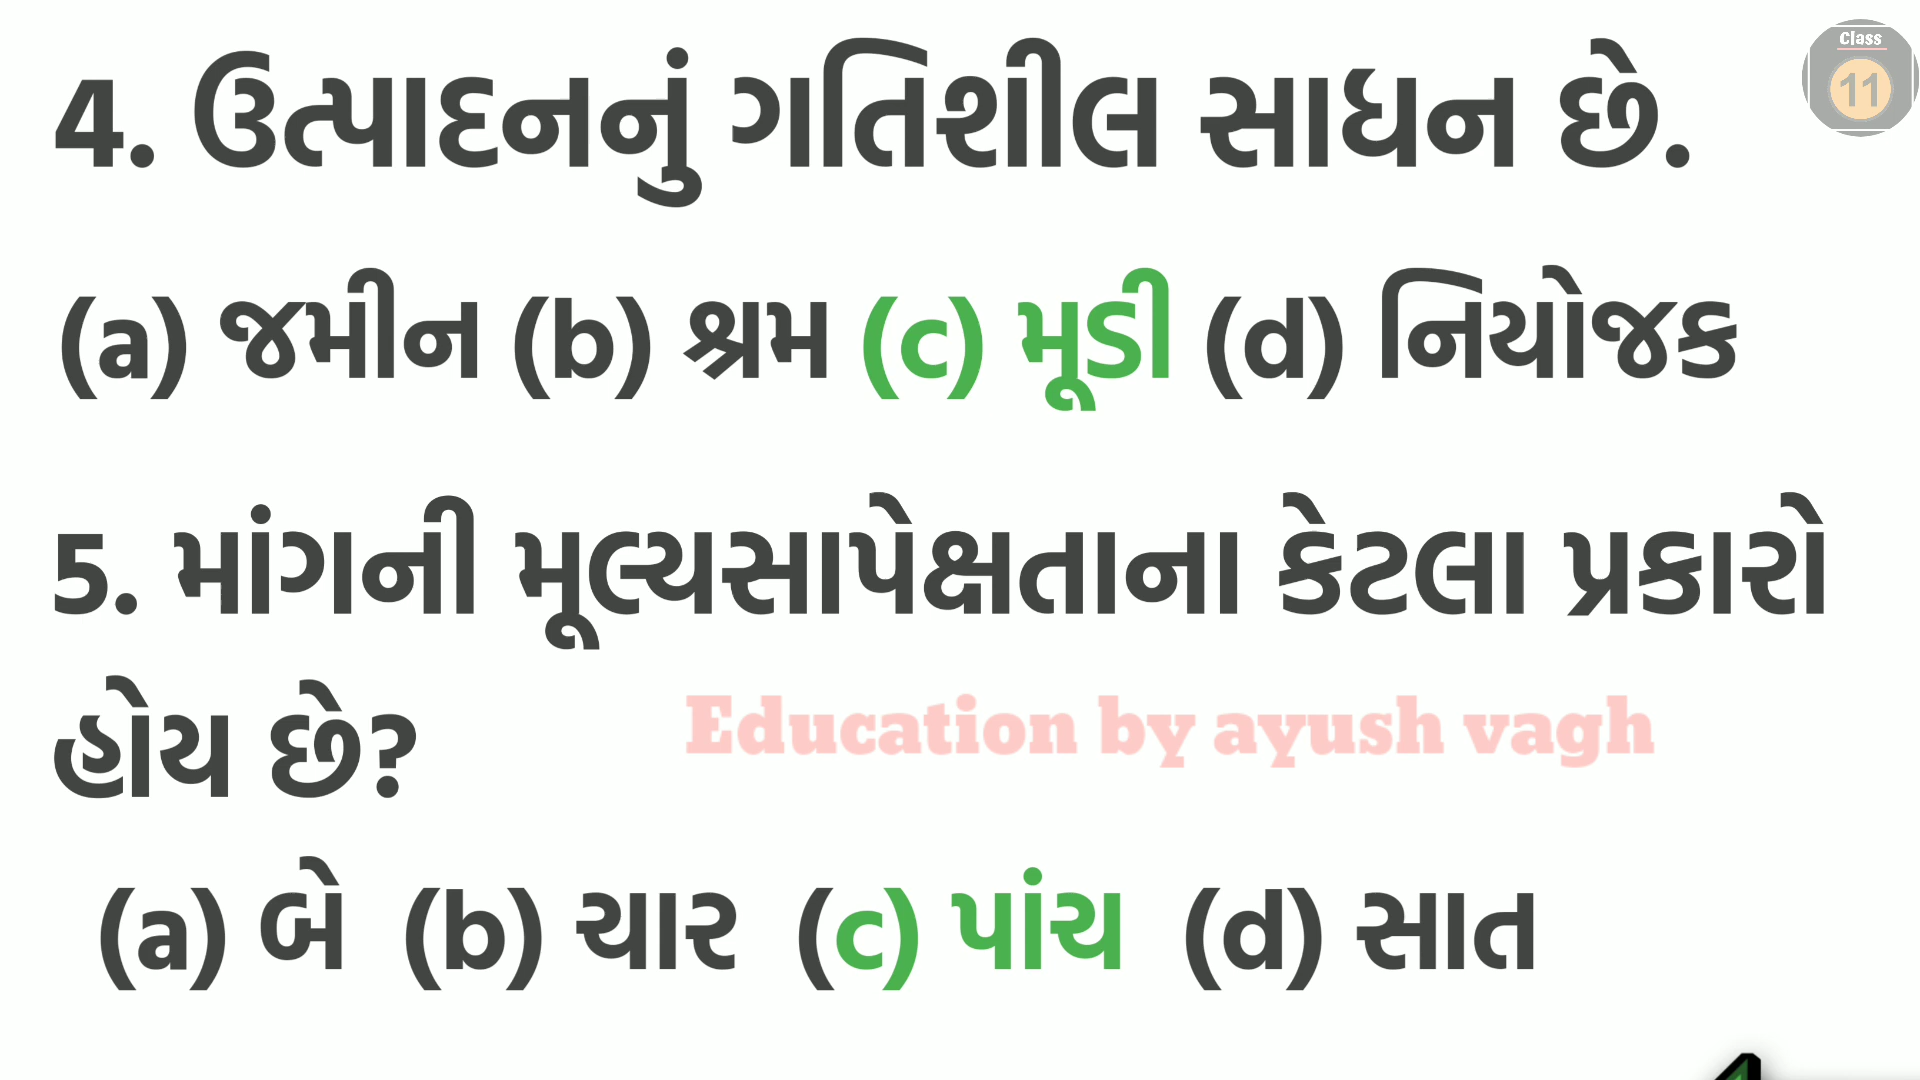 Class
11
4. ઉત્પાદનનું ગતિશીલ સાધન છે.
(a) જમીન (b) શ્રમ (c) મૂડી (d) નિયોજક
5. માંગની મૂલ્યસાપેક્ષતાના કેટલા પ્રકારો
હોય છે?
Education by ayush vagh
(a) બે (b) ચાર (c) પાંચ (d) સાત